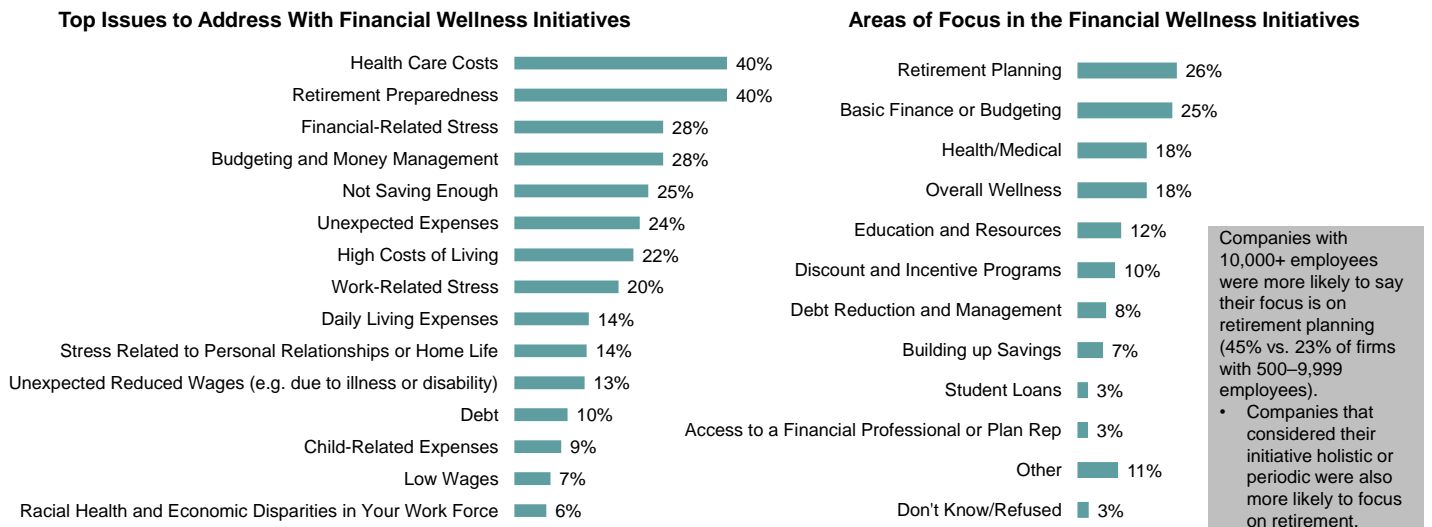 Top Issues to Address With Financial Wellness Initiatives
Health Care Costs 40%
Retirement Preparedness 40%
Financial-Related Stress 28%
Budgeting and Money Management 28%
Not Saving Enough 25%
Unexpected Expenses 24%
High Costs of Living 22%
Work-Related Stress 20%
Daily Living Expenses 14%
Stress Related to Personal Relationships or Home Life 14%
Unexpected Reduced Wages (e.g. due to illness or disability) 13%
Debt 10%
Child-Related Expenses 9%
Low Wages 7%
Racial Health and Economic Disparities in Your Work Force 6%
Areas of Focus in the Financial Wellness Initiatives
Retirement Planning 26%
Basic Finance or Budgeting 25%
Health/Medical 18%
Overall Wellness 18%
Education and Resources 12%
Discount and Incentive Programs 10%
Debt Reduction and Management 8%
Building up Savings 7%
Student Loans 3%
Access to a Financial Professional or Plan Rep 3%
Other 11%
Don't Know/Refused 3%
Companies with
10,000+ employees
were more likely to say
their focus is on
retirement planning
(45% vs. 23% of firms
with 500–9,999
employees).
• Companies that
considered their
initiative holistic or
periodic were also
more likely to focus
on retirement.